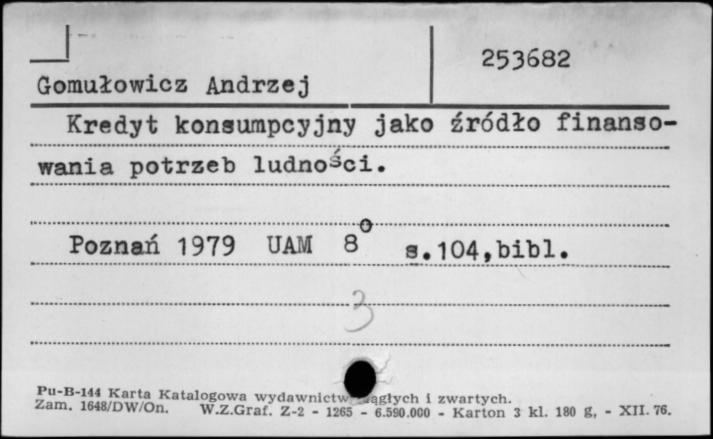 253682
Gomułowicz Andrzej
Kredyt konsumpcyjny jako źródło finanso-
wania potrzeb ludności.
Poznań 1979 UAM 8º s.104,bibl.
3
Pu-B-144 Karta Katalogowa wydawnictw i zwartych.
Zam. 1648/DW/On. W.Z.Graf. Z-2 - 1265 - 6.590.000 - Karton 3 kl. 180 g, - XII. 76.